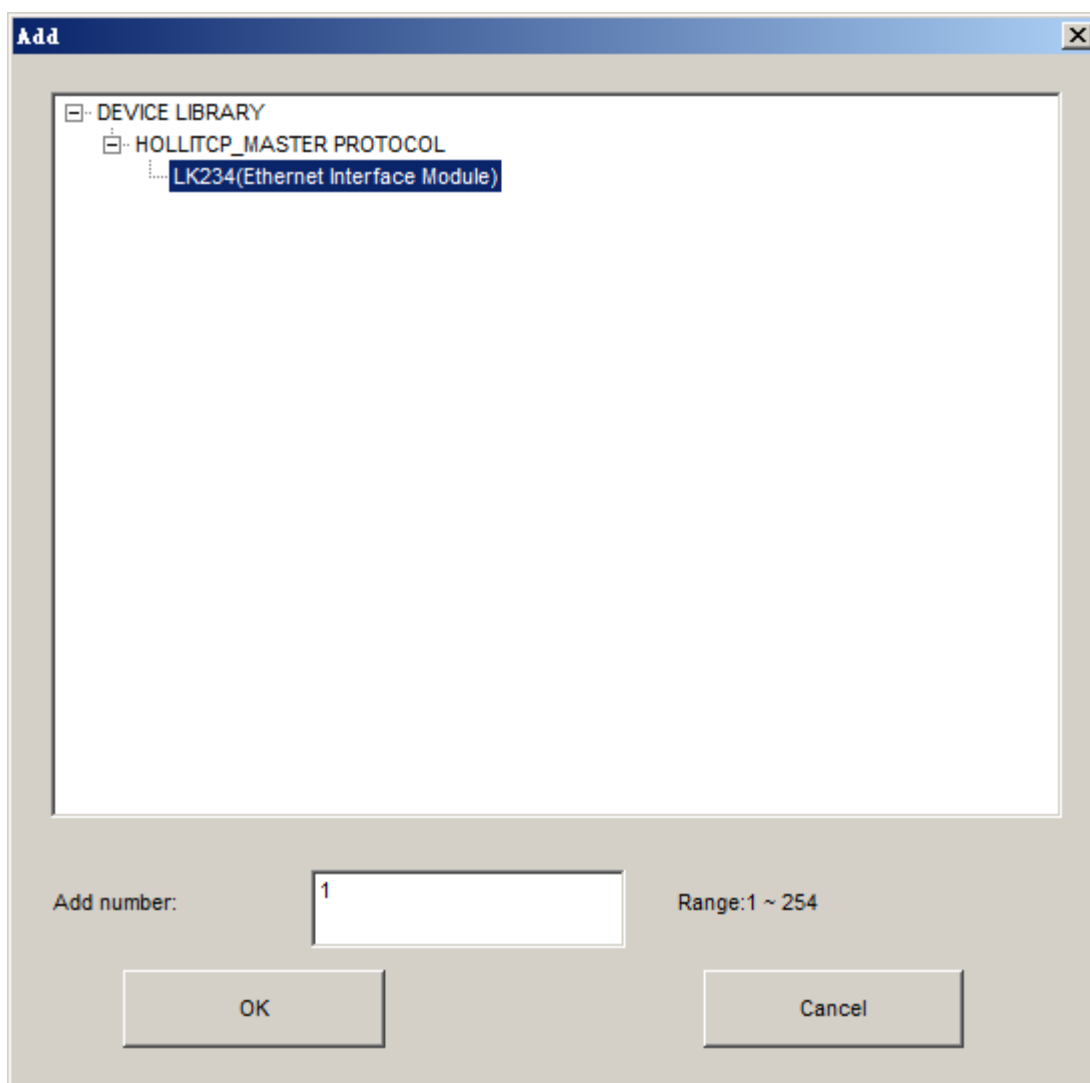 Add
DEVICE LIBRARY
HOLLITCP_MASTER PROTOCOL
LK234(Ethernet Interface Module)
Add number:
1
Range:1 ~ 254
OK
Cancel